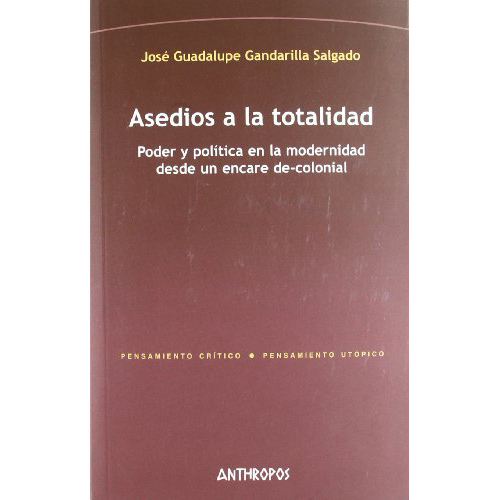 José Guadalupe Gandarilla Salgado
Asedios a la totalidad
Poder y política en la modernidad
desde un encare de-colonial
PENSAMIENTO CRÍTICO ● PENSAMIENTO UTÓPICO
ANTHROPOS